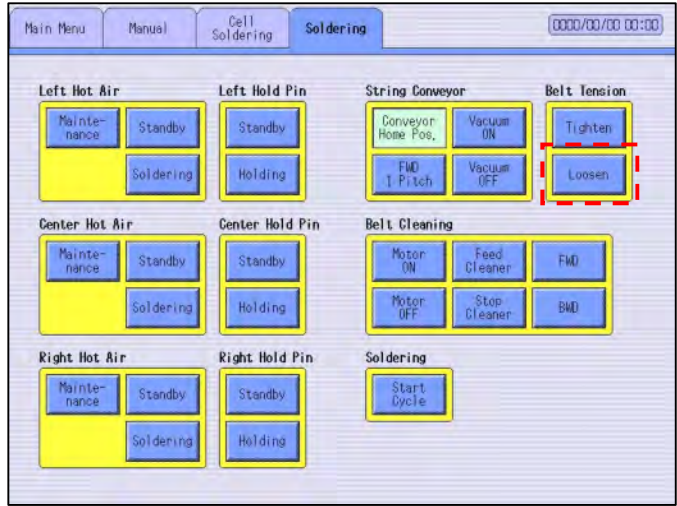 Main Menu
Manual
Cell
Soldering
Soldering
0000/00/00 00:00
Left Hot Air
Left Hold Pin
String Conveyor
Belt Tension
Mainte-
nance
Standby
Standby
Conveyor
Home Pos.
Vacuum
ON
Tighten
Soldering
Holding
FWD
1 Pitch
Vacuum
OFF
Loosen
Center Hot Air
Center Hold Pin
Belt Cleaning
Mainte-
nance
Standby
Standby
Motor
ON
Feed
Cleaner
FWD
Soldering
Holding
Motor
OFF
Stop
Cleaner
BWD
Right Hot Air
Right Hold Pin
Soldering
Mainte-
nance
Standby
Standby
Start
Cycle
Soldering
Holding